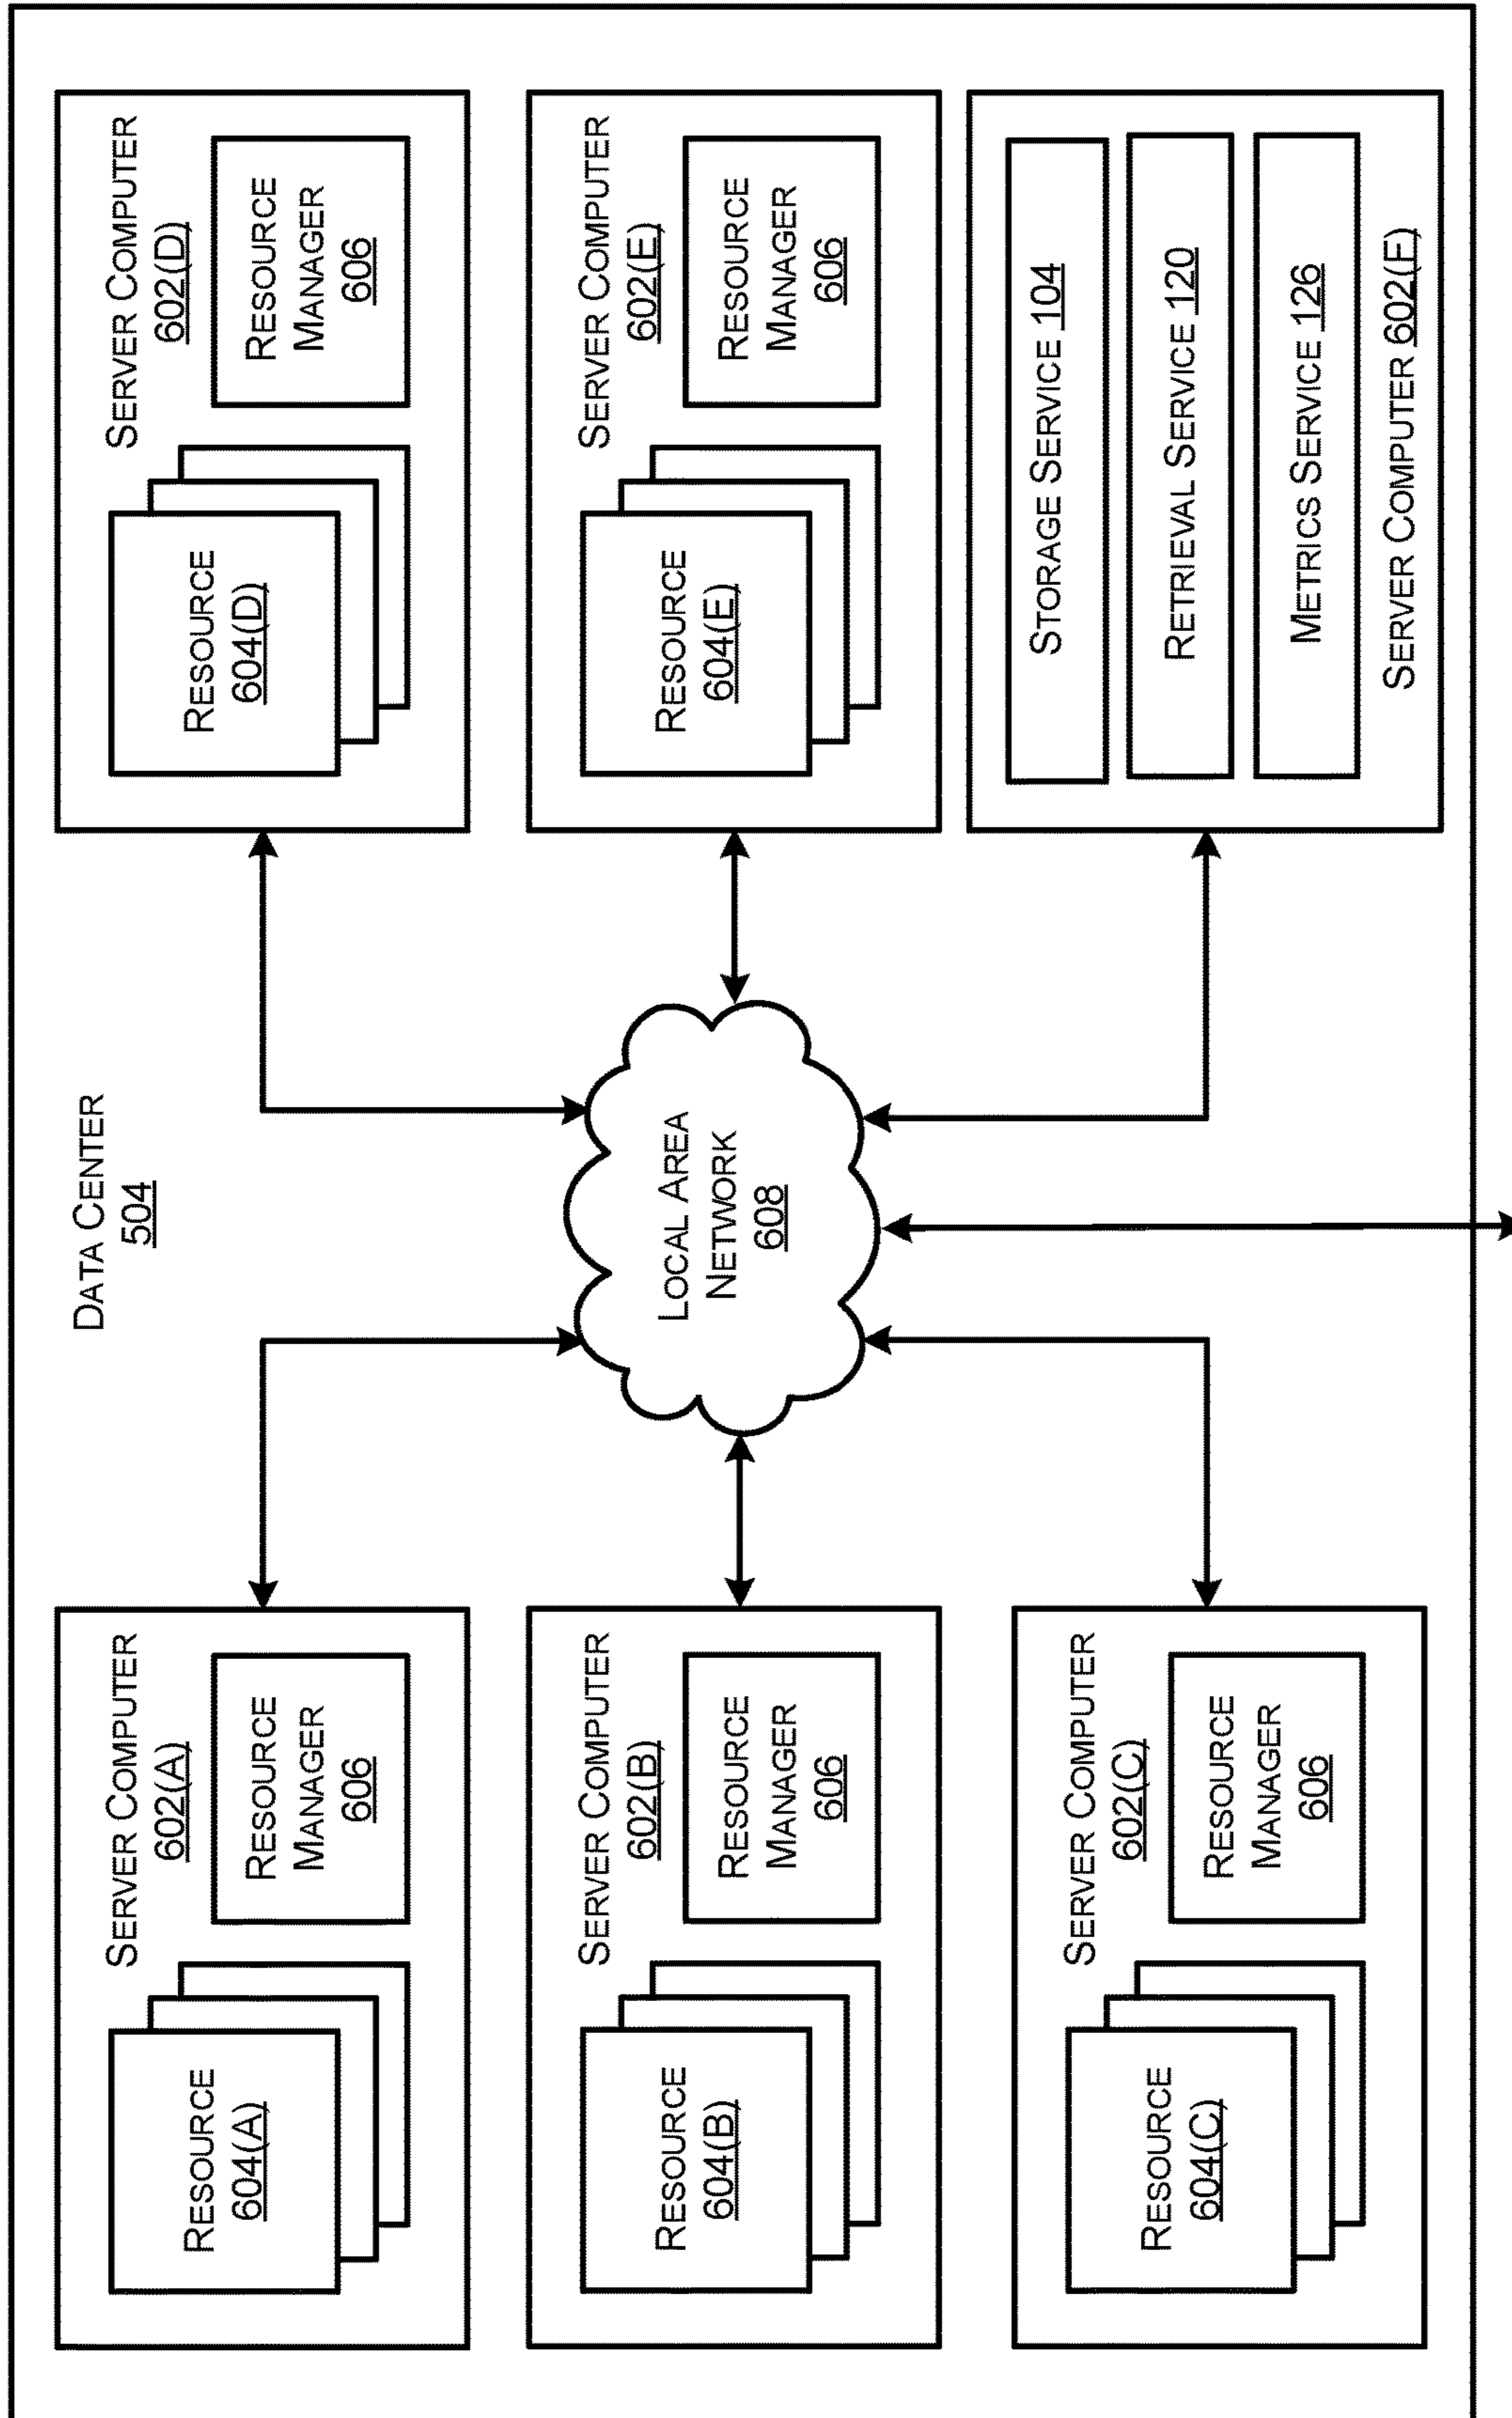 DATA CENTER
504
SERVER COMPUTER
602(A)
RESOURCE
604(A)
RESOURCE
MANAGER
606
SERVER COMPUTER
602(B)
RESOURCE
604(B)
RESOURCE
MANAGER
606
SERVER COMPUTER
602(C)
RESOURCE
604(C)
RESOURCE
MANAGER
606
LOCAL AREA
NETWORK
608
SERVER COMPUTER
602(D)
RESOURCE
604(D)
RESOURCE
MANAGER
606
SERVER COMPUTER
602(E)
RESOURCE
604(E)
RESOURCE
MANAGER
606
STORAGE SERVICE 104
RETRIEVAL SERVICE 120
METRICS SERVICE 126
SERVER COMPUTER 602(F)